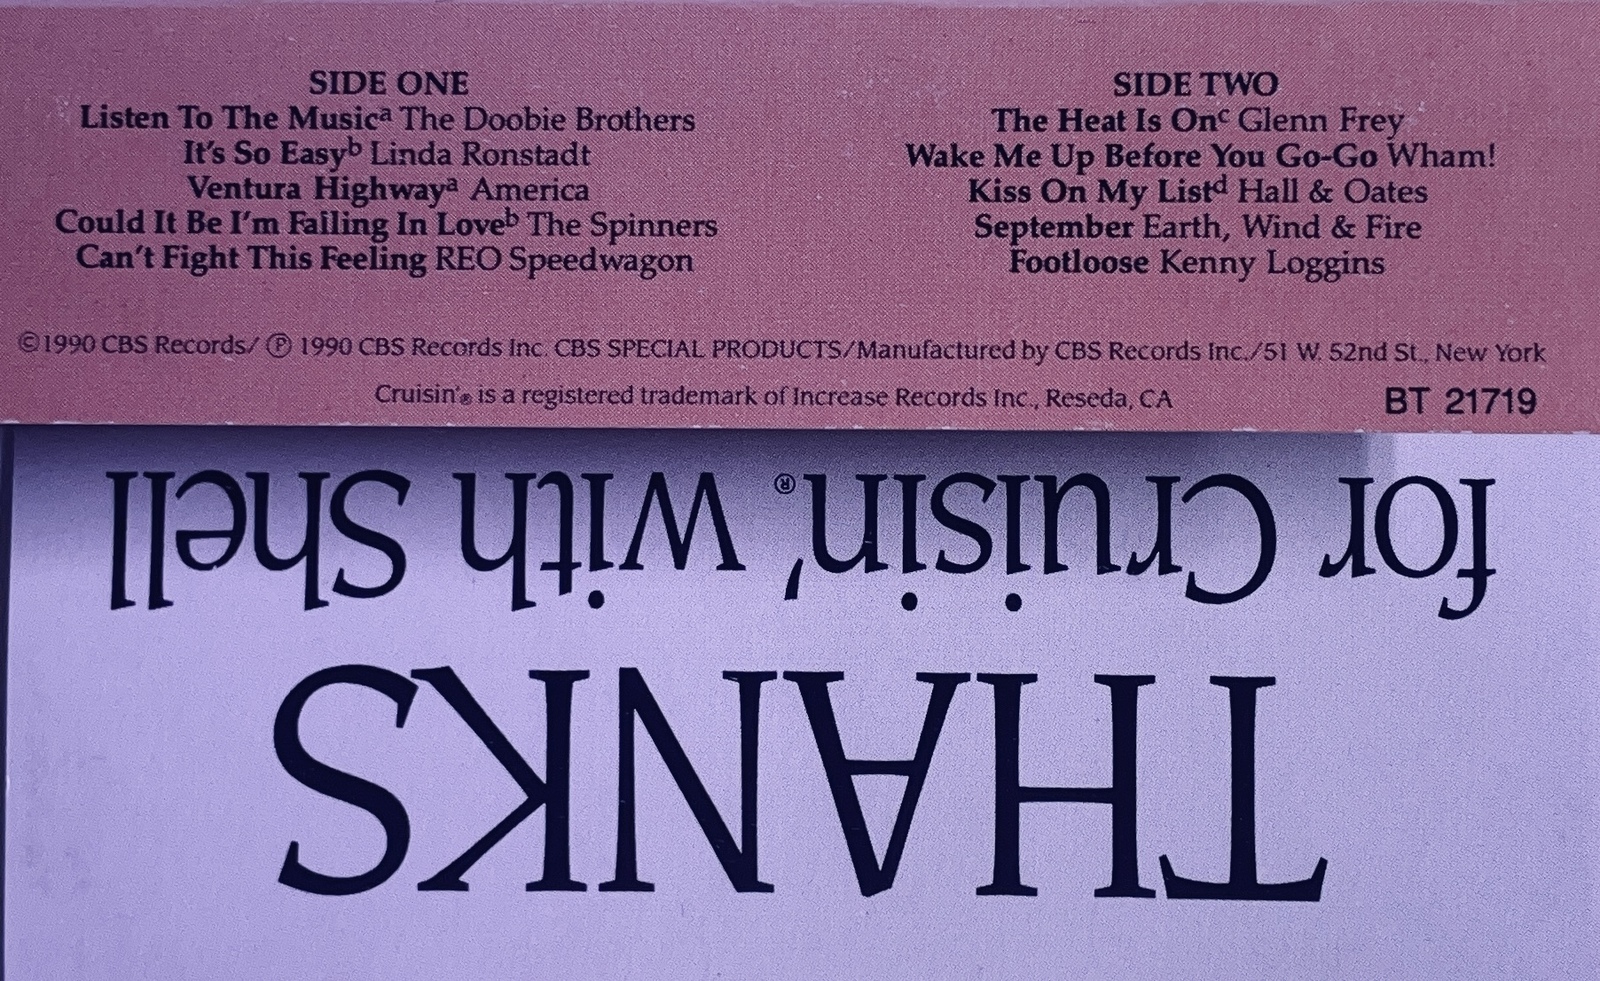 SIDE ONE
Listen To The Musicᵃ The Doobie Brothers
It's So Easyᵇ Linda Ronstadt
Ventura Highwayᵃ America
Could It Be I'm Falling In Loveᵇ The Spinners
Can't Fight This Feeling REO Speedwagon
SIDE TWO
The Heat Is Onᶜ Glenn Frey
Wake Me Up Before You Go-Go Wham!
Kiss On My Listᵈ Hall & Oates
September Earth, Wind & Fire
Footloose Kenny Loggins
©1990 CBS Records/ ℗ 1990 CBS Records Inc. CBS SPECIAL PRODUCTS/Manufactured by CBS Records Inc./51 W. 52nd St., New York
Cruisin'® is a registered trademark of Increase Records Inc., Reseda, CA
BT 21719
THANKS
for Cruisin'® with Shell